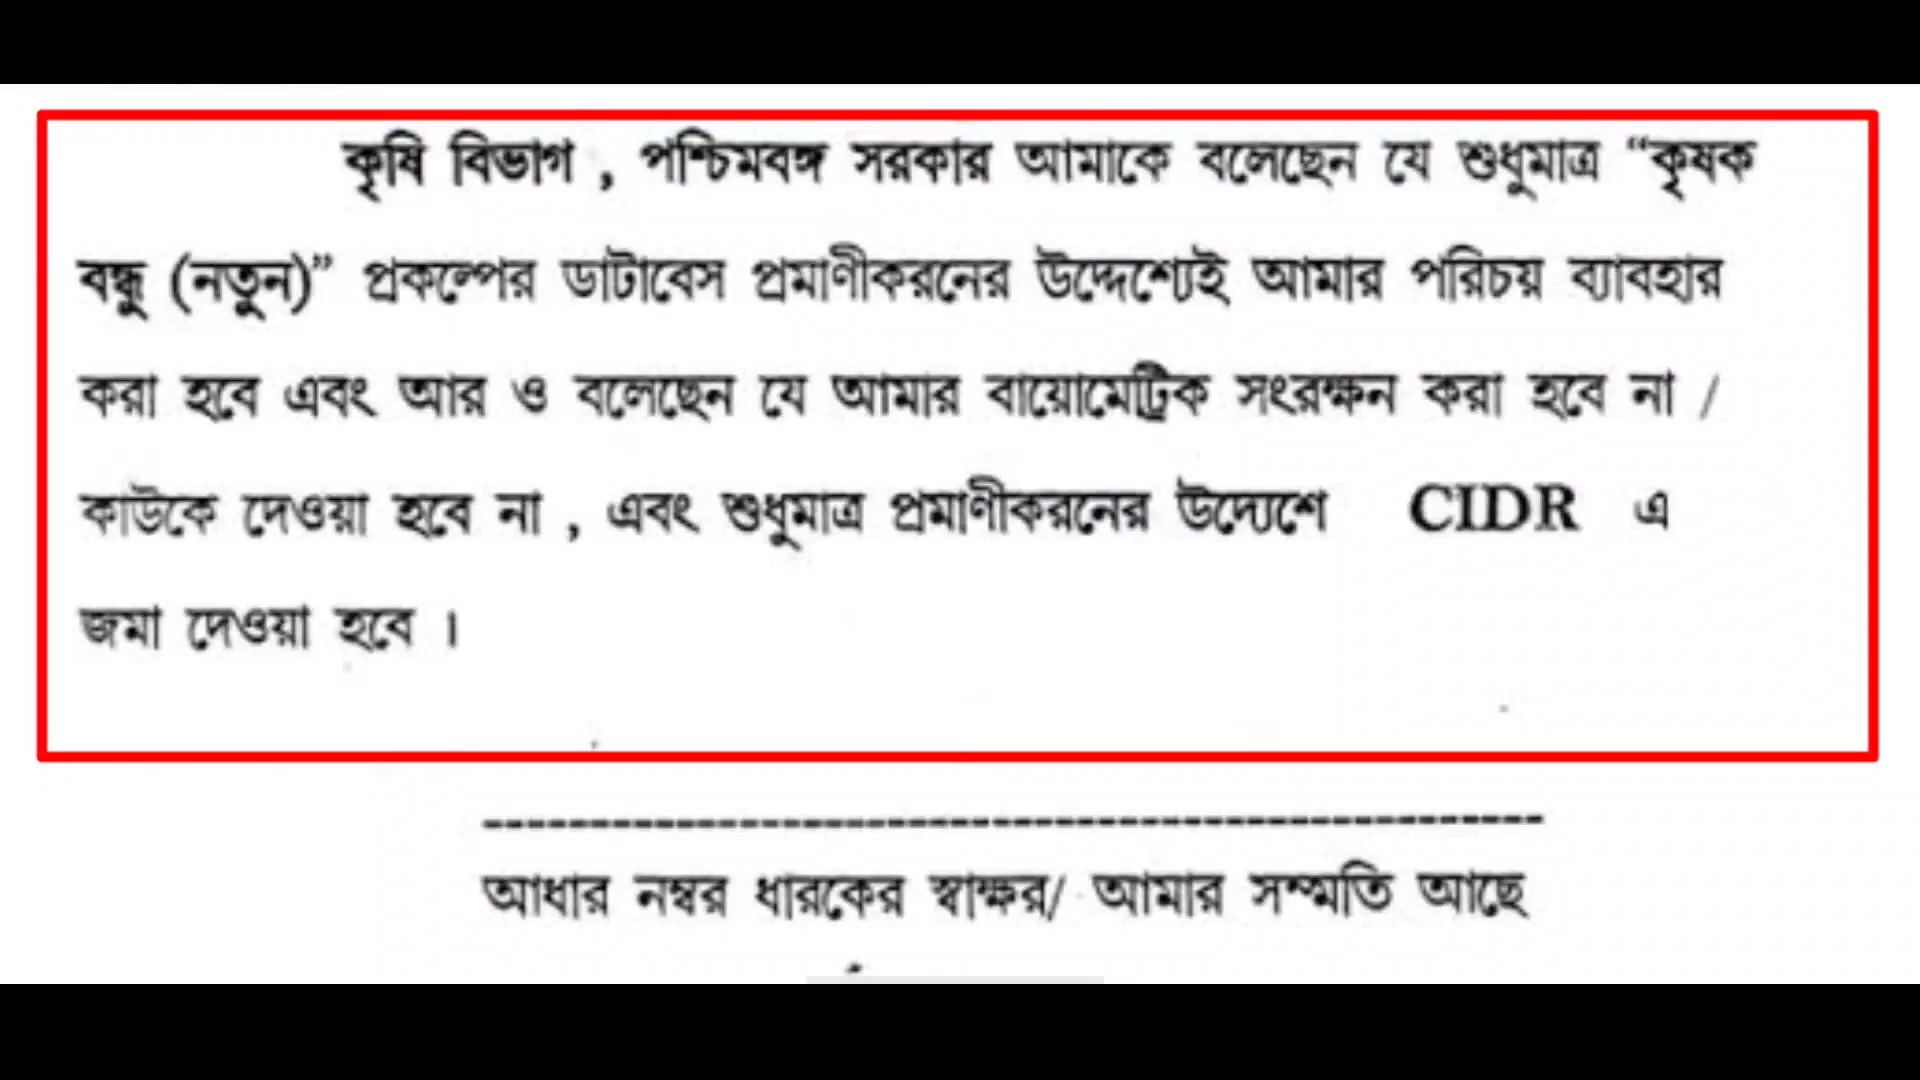 কৃষি বিভাগ , পশ্চিমবঙ্গ সরকার আমাকে বলেছেন যে শুধুমাত্র “কৃষক
বন্ধু (নতুন)” প্রকল্পের ডাটাবেস প্রমাণীকরনের উদ্দেশ্যেই আমার পরিচয় ব্যাবহার
করা হবে এবং আর ও বলেছেন যে আমার বায়োমেট্রিক সংরক্ষন করা হবে না /
কাউকে দেওয়া হবে না , এবং শুধুমাত্র প্রমাণীকরনের উদ্যেশে CIDR এ
জমা দেওয়া হবে ।
আধার নম্বর ধারকের স্বাক্ষর/ আমার সম্মতি আছে